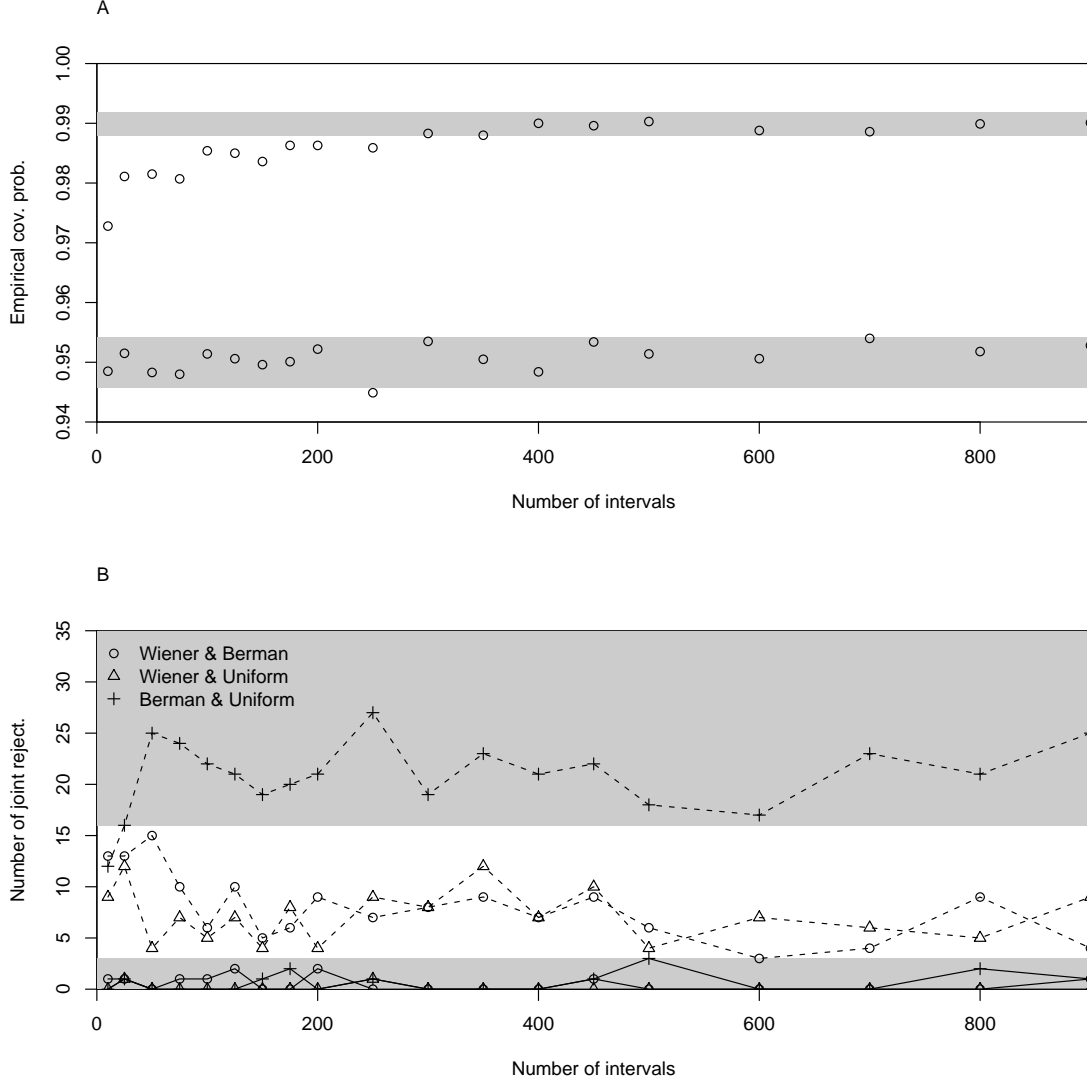 A
Empirical cov. prob.
1.00
0.99
0.98
0.97
0.96
0.95
0.94
0 200 400 600 800
Number of intervals
B
Number of joint reject.
35
30
25
20
15
10
5
0
Wiener & Berman
Wiener & Uniform
Berman & Uniform
0 200 400 600 800
Number of intervals